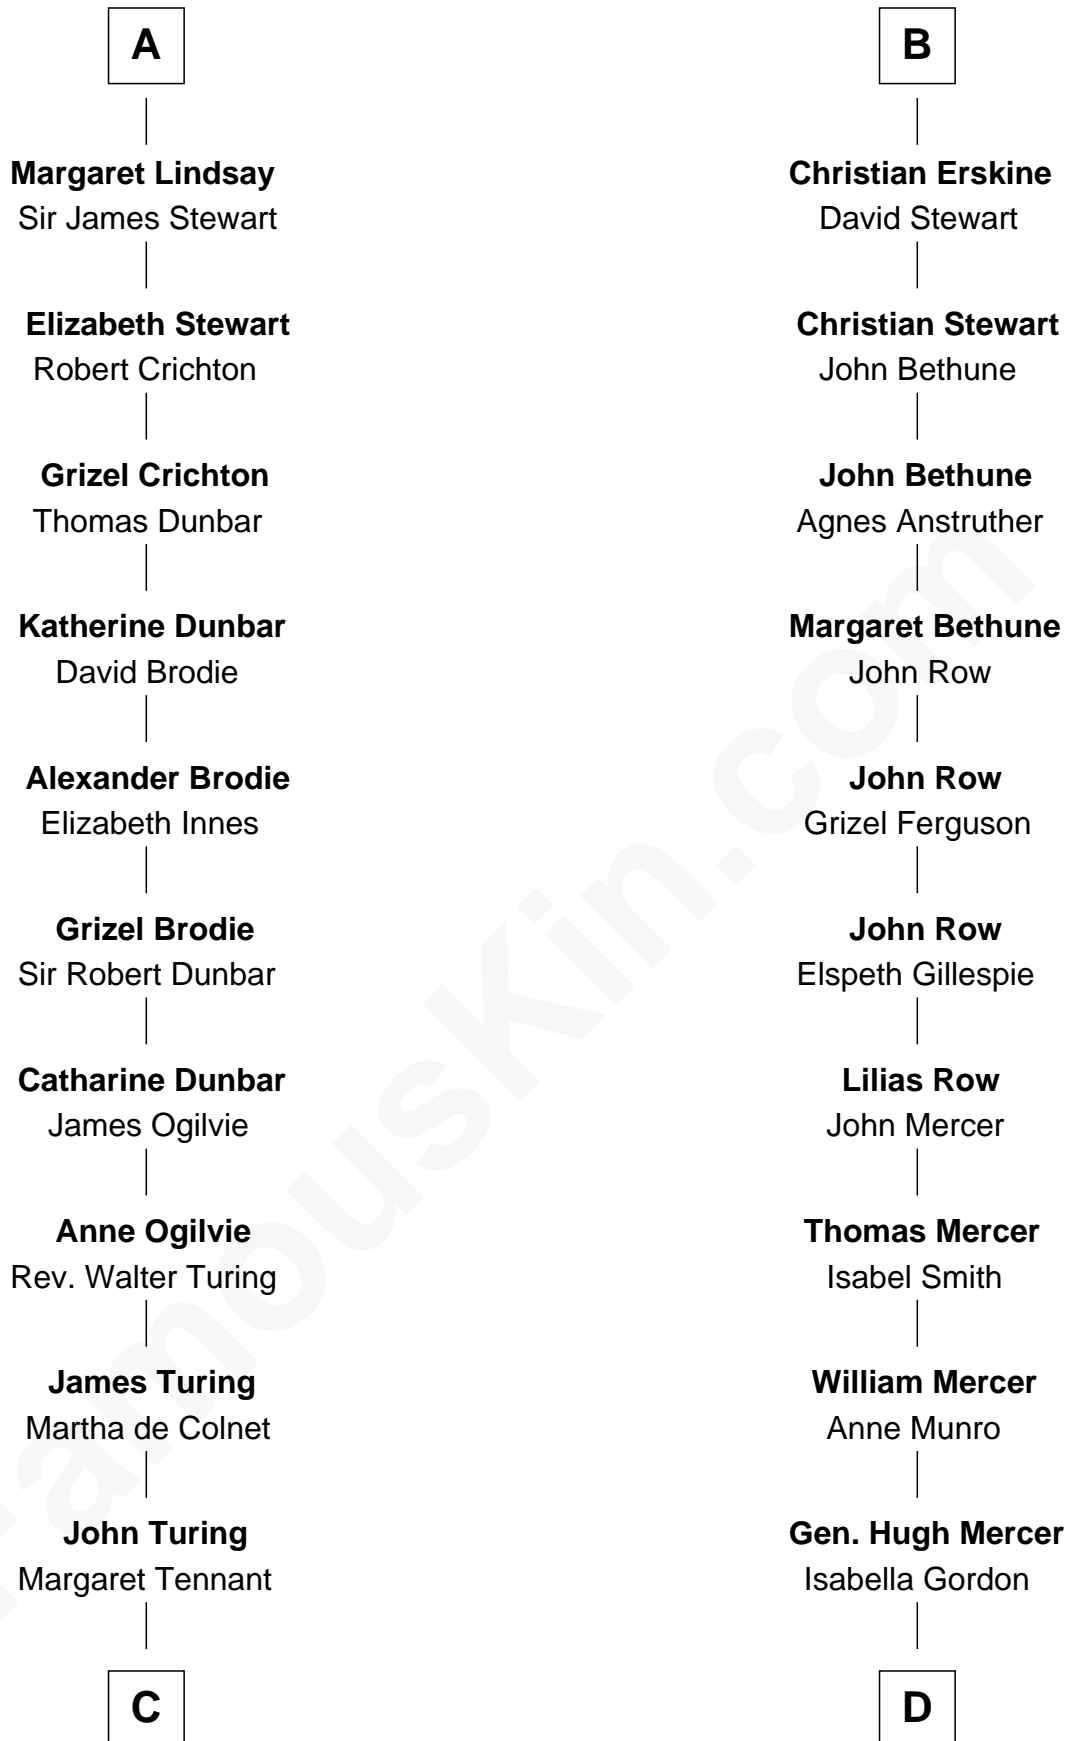 A
Margaret Lindsay
Sir James Stewart
Elizabeth Stewart
Robert Crichton
Grizel Crichton
Thomas Dunbar
Katherine Dunbar
David Brodie
Alexander Brodie
Elizabeth Innes
Grizel Brodie
Sir Robert Dunbar
Catharine Dunbar
James Ogilvie
Anne Ogilvie
Rev. Walter Turing
James Turing
Martha de Colnet
John Turing
Margaret Tennant
C
B
Christian Erskine
David Stewart
Christian Stewart
John Bethune
John Bethune
Agnes Anstruther
Margaret Bethune
John Row
John Row
Grizel Ferguson
John Row
Elspeth Gillespie
Lilias Row
John Mercer
Thomas Mercer
Isabel Smith
William Mercer
Anne Munro
Gen. Hugh Mercer
Isabella Gordon
D
FamousKin.com